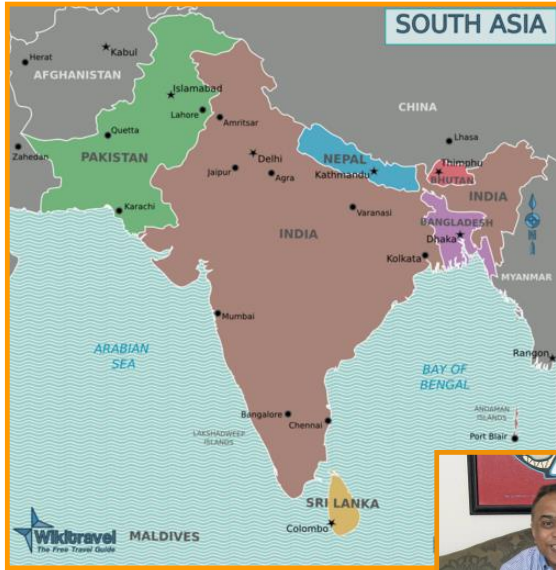 SOUTH ASIA
Herat
Kabul
AFGHANISTAN
Islamabad
CHINA
Lahore
Amritsar
Quetta
Lhasa
Zahedan
PAKISTAN
Delhi
NEPAL
Thimphu
BHUTAN
Jaipur
Agra
Kathmandu
INDIA
Karachi
Varanasi
BANGLADESH
INDIA
Dhaka
N
Kolkata
MYANMAR
Mumbai
ARABIAN
SEA
BAY OF
BENGAL
Rangon
Bangalore
Chennai
ANDAMAN
ISLANDS
LAKSHADWEEP
ISLANDS
Port Blair
SRI LANKA
Colombo
Wikitravel
The Free Travel Guide
MALDIVES